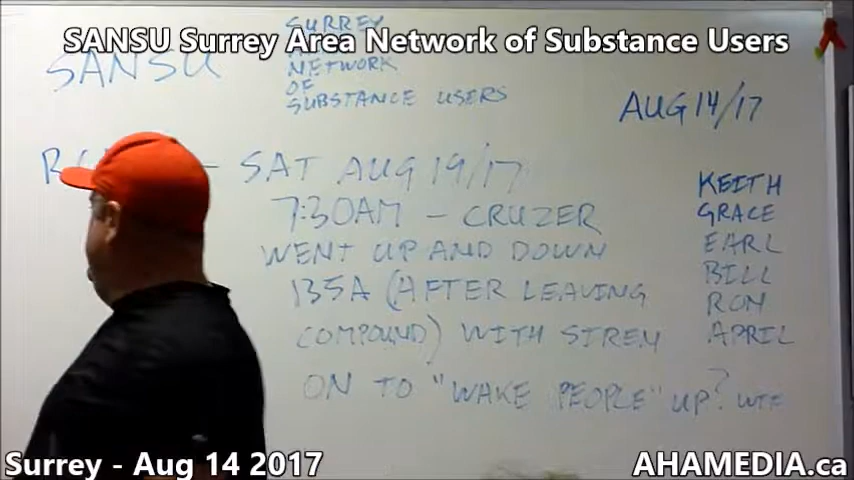 SANSU Surrey Area Network of Substance Users
SANSU
SURREY
NETWORK
OF
SUBSTANCE USERS
AUG 14/17
- SAT AUG 19/17
7:30AM - CRUZER
WENT UP AND DOWN
135A (AFTER LEAVING
COMPOUND) WITH SIREN
ON TO "WAKE PEOPLE" UP? WTF
KEITH
GRACE
EARL
BILL
RON
APRIL
Surrey - Aug 14 2017
AHAMEDIA.ca